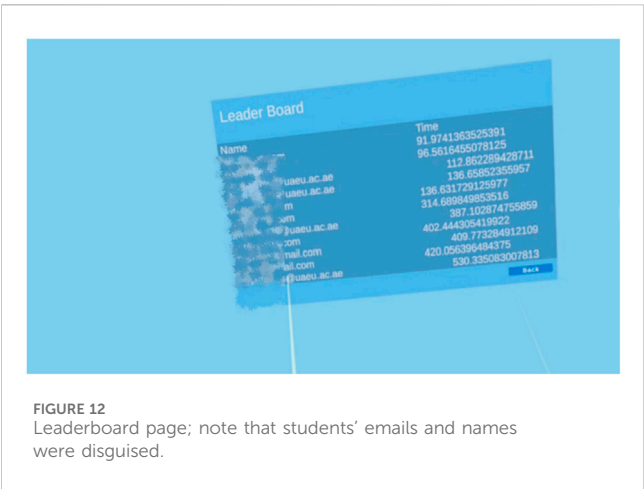 Leader Board
Name Time
91.9741363525391
96.5616455078125
uaeu.ac.ae 112.862289428711
uaeu.ac.ae 136.65852355957
m 136.631729125977
om 314.689849853516
uaeu.ac.ae 387.102874755859
com 402.444305419922
mail.com 409.773284912109
ail.com 420.056396484375
@uaeu.ac.ae 530.335083007813
Back
FIGURE 12
Leaderboard page; note that students’ emails and names
were disguised.